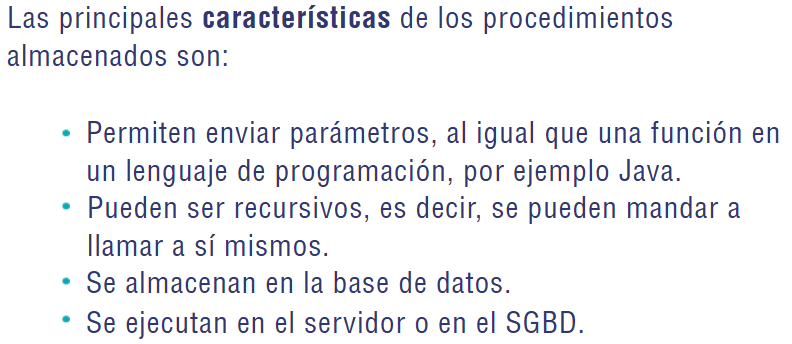 Las principales características de los procedimientos
almacenados son:
• Permiten enviar parámetros, al igual que una función en
un lenguaje de programación, por ejemplo Java.
• Pueden ser recursivos, es decir, se pueden mandar a
llamar a sí mismos.
• Se almacenan en la base de datos.
• Se ejecutan en el servidor o en el SGBD.